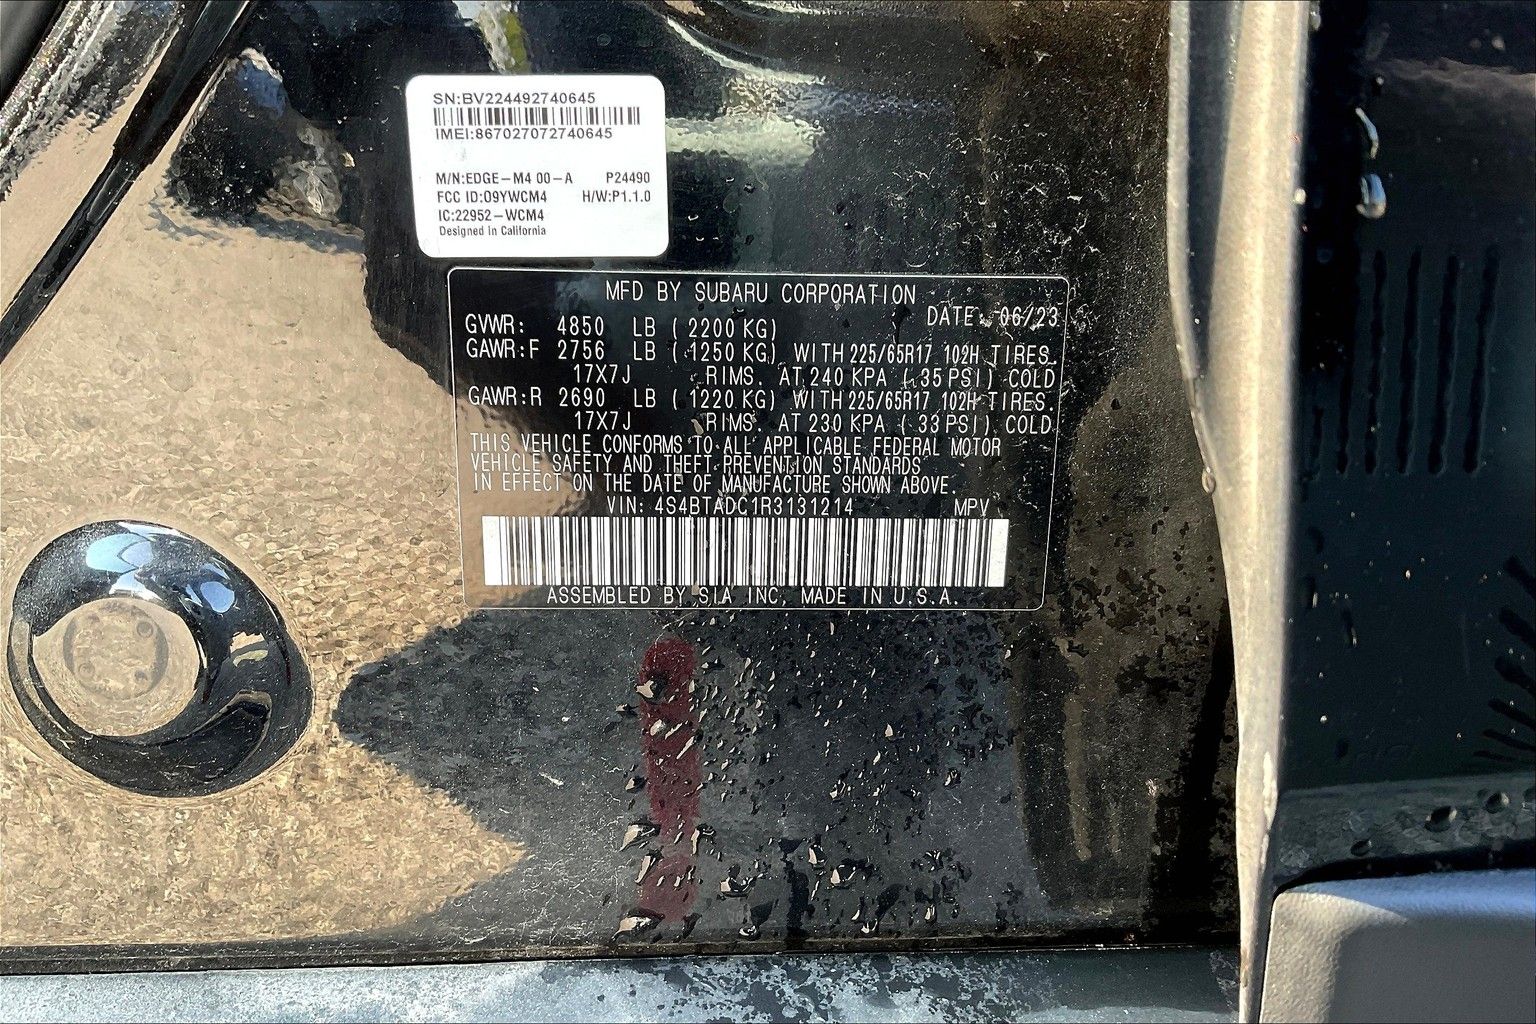 SN:BV224492740645
IMEI:867027072740645
M/N:EDGE-M4 00-A P24490
FCC ID:09YWCM4 H/W:P1.1.0
IC:22952-WCM4
Designed in California
MFD BY SUBARU CORPORATION
DATE: 06/23
GVWR: 4850 LB ( 2200 KG)
GAWR:F 2756 LB ( 1250 KG) WITH 225/65R17 102H TIRES.
17X7J RIMS. AT 240 KPA ( 35 PSI) COLD
GAWR:R 2690 LB ( 1220 KG) WITH 225/65R17 102H TIRES.
17X7J RIMS. AT 230 KPA ( 33 PSI) COLD.
THIS VEHICLE CONFORMS TO ALL APPLICABLE FEDERAL MOTOR
VEHICLE SAFETY AND THEFT PREVENTION STANDARDS
IN EFFECT ON THE DATE OF MANUFACTURE SHOWN ABOVE.
VIN: 4S4BTADC1R3131214 MPV
ASSEMBLED BY SIA INC, MADE IN U.S.A.